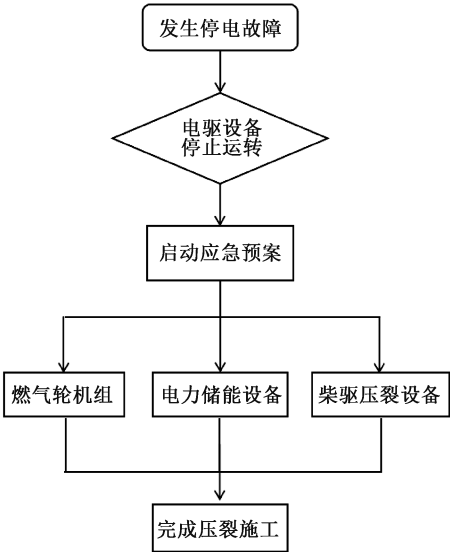 发生停电故障
电驱设备
停止运转
启动应急预案
燃气轮机组
电力储能设备
柴驱压裂设备
完成压裂施工